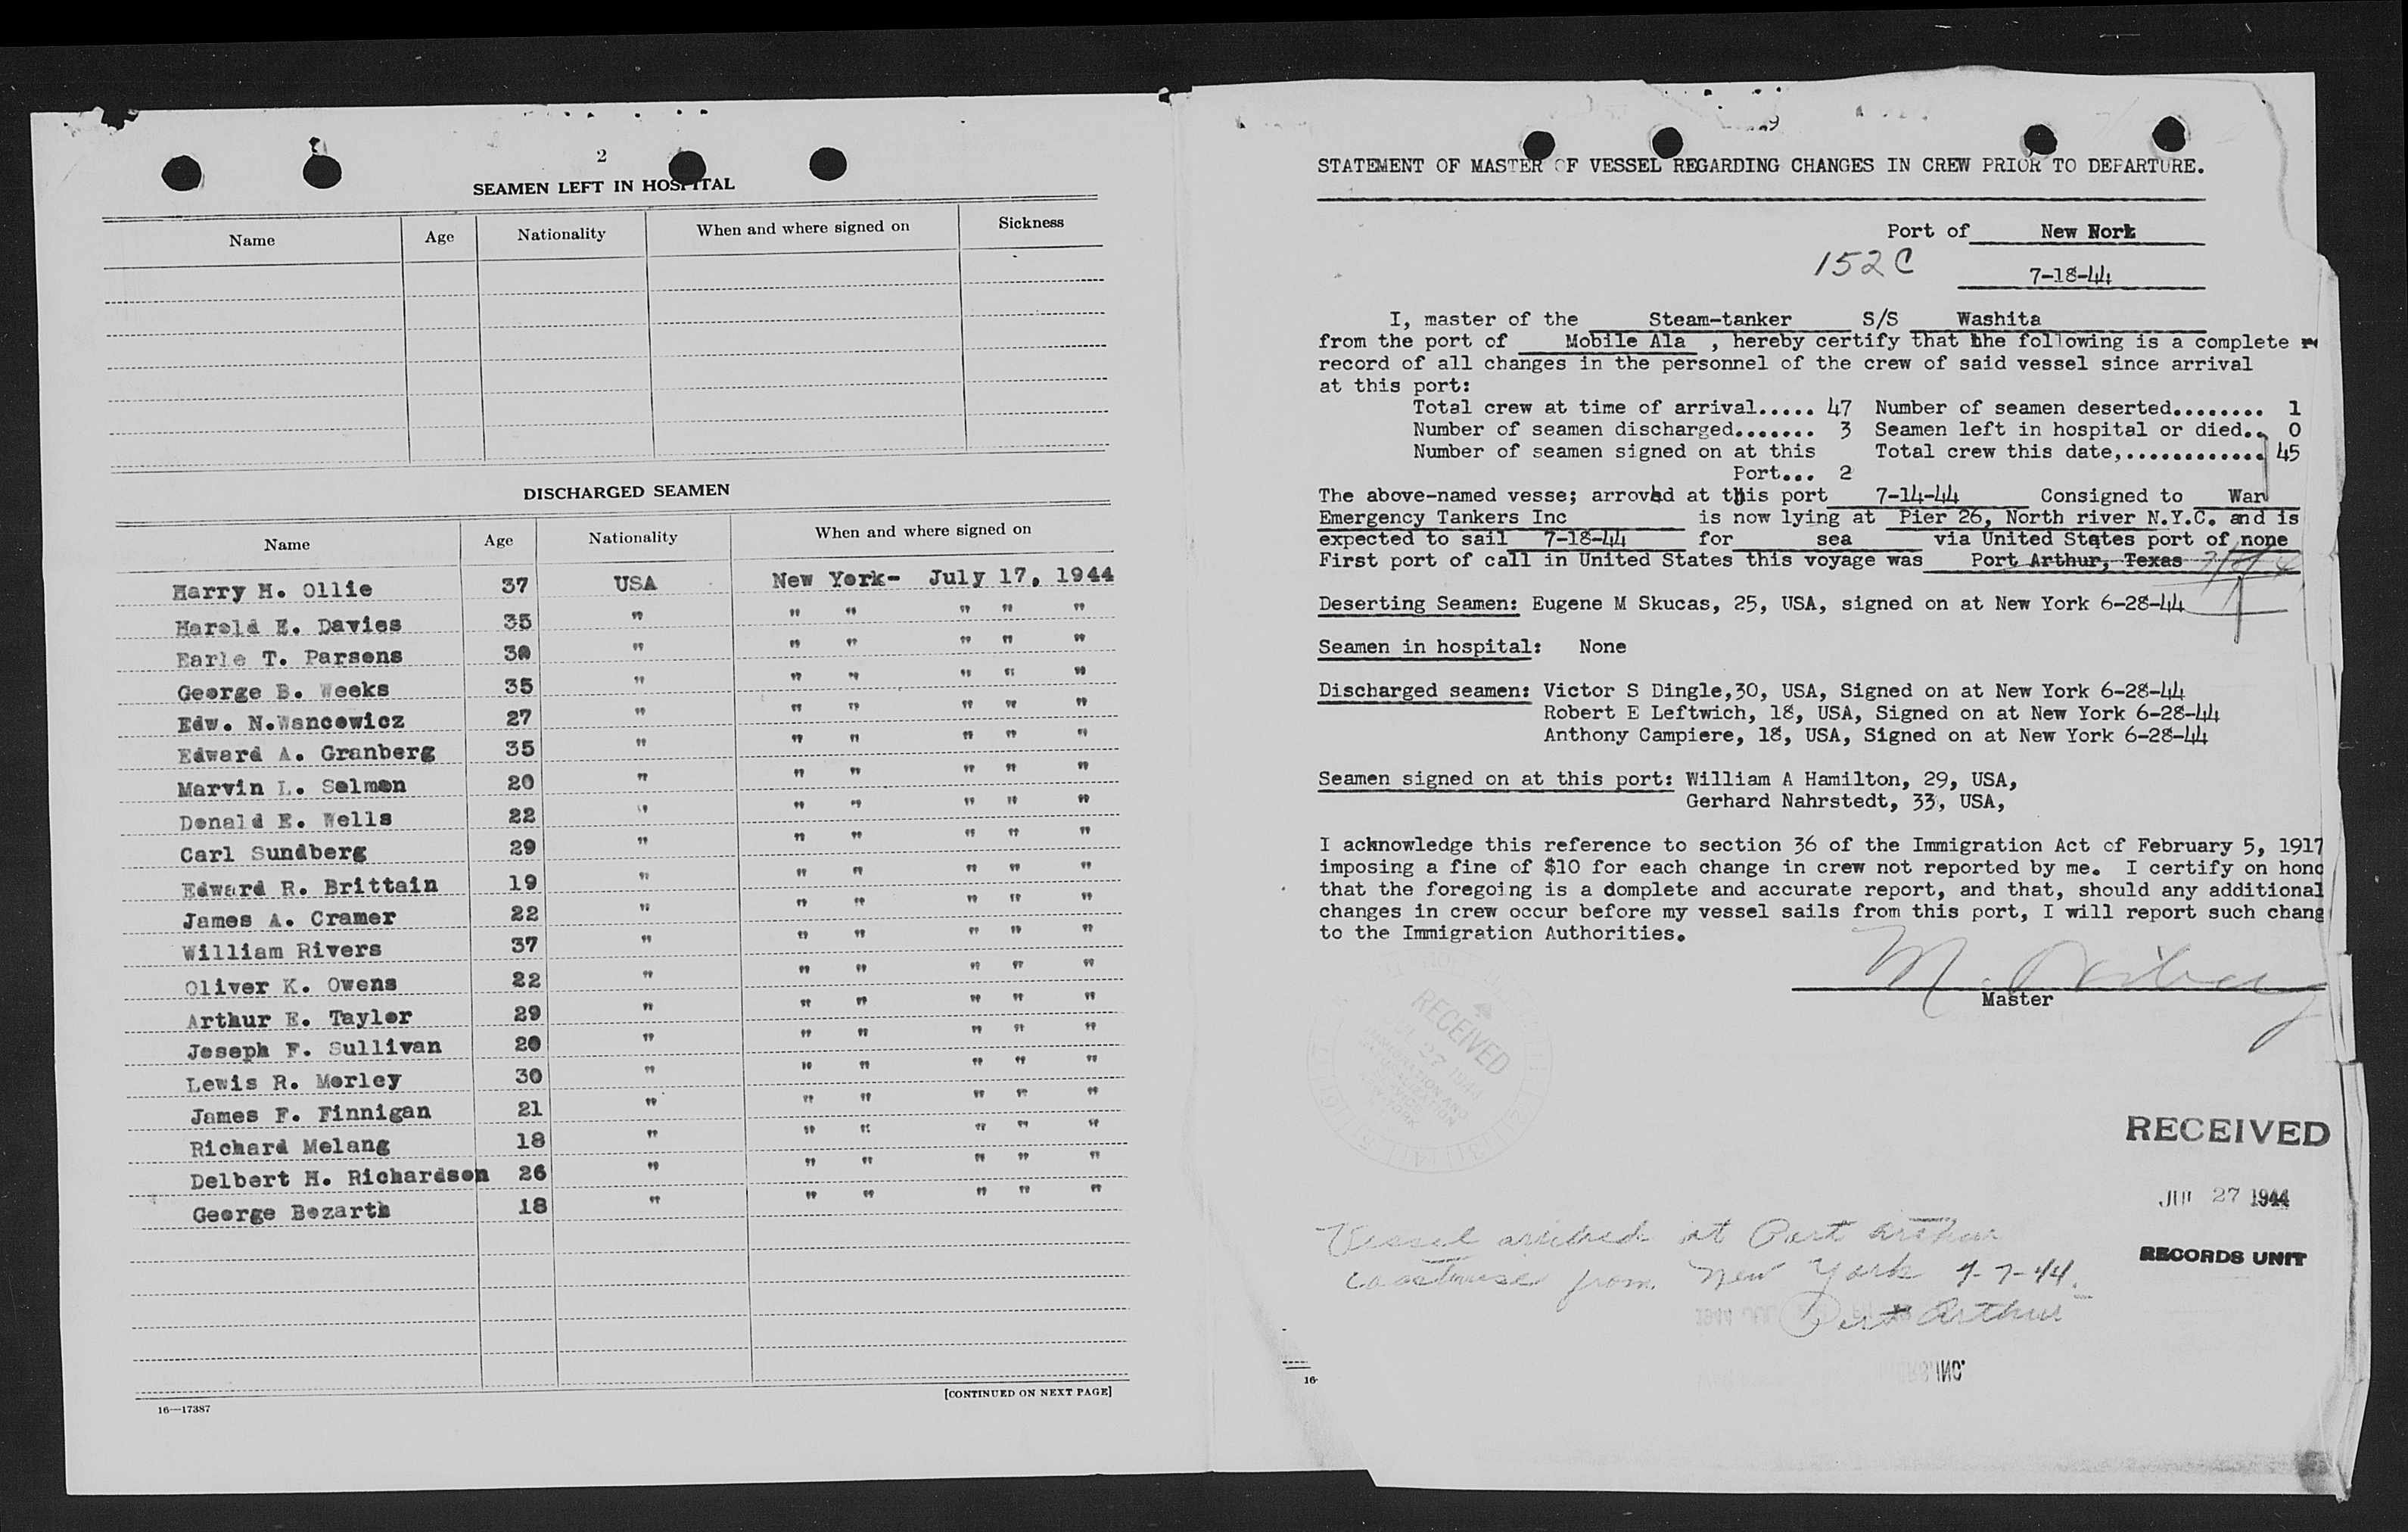 2
SEAMEN LEFT IN HOSPITAL
Name Age Nationality When and where signed on Sickness
DISCHARGED SEAMEN
Name Age Nationality When and where signed on
Harry H. Ollie 37 USA New York- July 17, 1944
Harold E. Davies 35 " " " " " "
Earle T. Parsons 30 " " " " " "
George B. Weeks 35 " " " " " "
Edw. N.Wancowicz 27 " " " " " "
Edward A. Granberg 35 " " " " " "
Marvin L. Selmon 20 " " " " " "
Donald E. Wells 22 " " " " " "
Carl Sundberg 29 " " " " " "
Edward R. Brittain 19 " " " " " "
James A. Cramer 22 " " " " " "
William Rivers 37 " " " " " "
Oliver K. Owens 22 " " " " " "
Arthur E. Taylor 29 " " " " " "
Joseph F. Sullivan 20 " " " " " "
Lewis R. Morley 30 " " " " " "
James F. Finnigan 21 " " " " " "
Richard Melang 18 " " " " " "
Delbert H. Richardson 26 " " " " " "
George Bozarth 18 " " " " " "
[CONTINUED ON NEXT PAGE]
16—17387
STATEMENT OF MASTER OF VESSEL REGARDING CHANGES IN CREW PRIOR TO DEPARTURE.
Port of New York
152 C
7-18-44
I, master of the Steam-tanker S/S Washita
from the port of Mobile Ala , hereby certify that the following is a complete re
record of all changes in the personnel of the crew of said vessel since arrival
at this port:
Total crew at time of arrival..... 47 Number of seamen deserted........ 1
Number of seamen discharged....... 3 Seamen left in hospital or died.. 0
Number of seamen signed on at this Total crew this date,............ 45
Port... 2
The above-named vesse; arroved at this port 7-14-44 Consigned to War
Emergency Tankers Inc is now lying at Pier 26, North river N.Y.C. and is
expected to sail 7-18-44 for sea via United States port of none
First port of call in United States this voyage was Port Arthur, Texas
Deserting Seamen: Eugene M Skucas, 25, USA, signed on at New York 6-28-44
Seamen in hospital: None
Discharged seamen: Victor S Dingle,30, USA, Signed on at New York 6-28-44
Robert E Leftwich, 18, USA, Signed on at New York 6-28-44
Anthony Campiere, 18, USA, Signed on at New York 6-28-44
Seamen signed on at this port: William A Hamilton, 29, USA,
Gerhard Nahrstedt, 33, USA,
I acknowledge this reference to section 36 of the Immigration Act of February 5, 1917
imposing a fine of $10 for each change in crew not reported by me. I certify on hono
that the foregoing is a domplete and accurate report, and that, should any additional
changes in crew occur before my vessel sails from this port, I will report such chang
to the Immigration Authorities.
Master
RECEIVED
27 1944
IMMIGRATION AND
NATURALIZATION
SERVICE
RECEIVED
JUL 27 1944
RECORDS UNIT
Vessel arrived at Port Arthur
coastwise from New York 7-7-44.
Port Arthur
16-